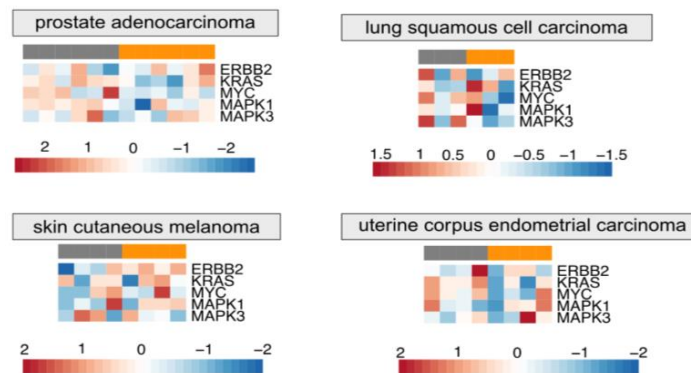 prostate adenocarcinoma
ERBB2
KRAS
MYC
MAPK1
MAPK3
2 1 0 −1 −2
lung squamous cell carcinoma
ERBB2
KRAS
MYC
MAPK1
MAPK3
1.5 1 0.5 0 −0.5 −1 −1.5
skin cutaneous melanoma
ERBB2
KRAS
MYC
MAPK1
MAPK3
2 1 0 −1 −2
uterine corpus endometrial carcinoma
ERBB2
KRAS
MYC
MAPK1
MAPK3
2 1 0 −1 −2